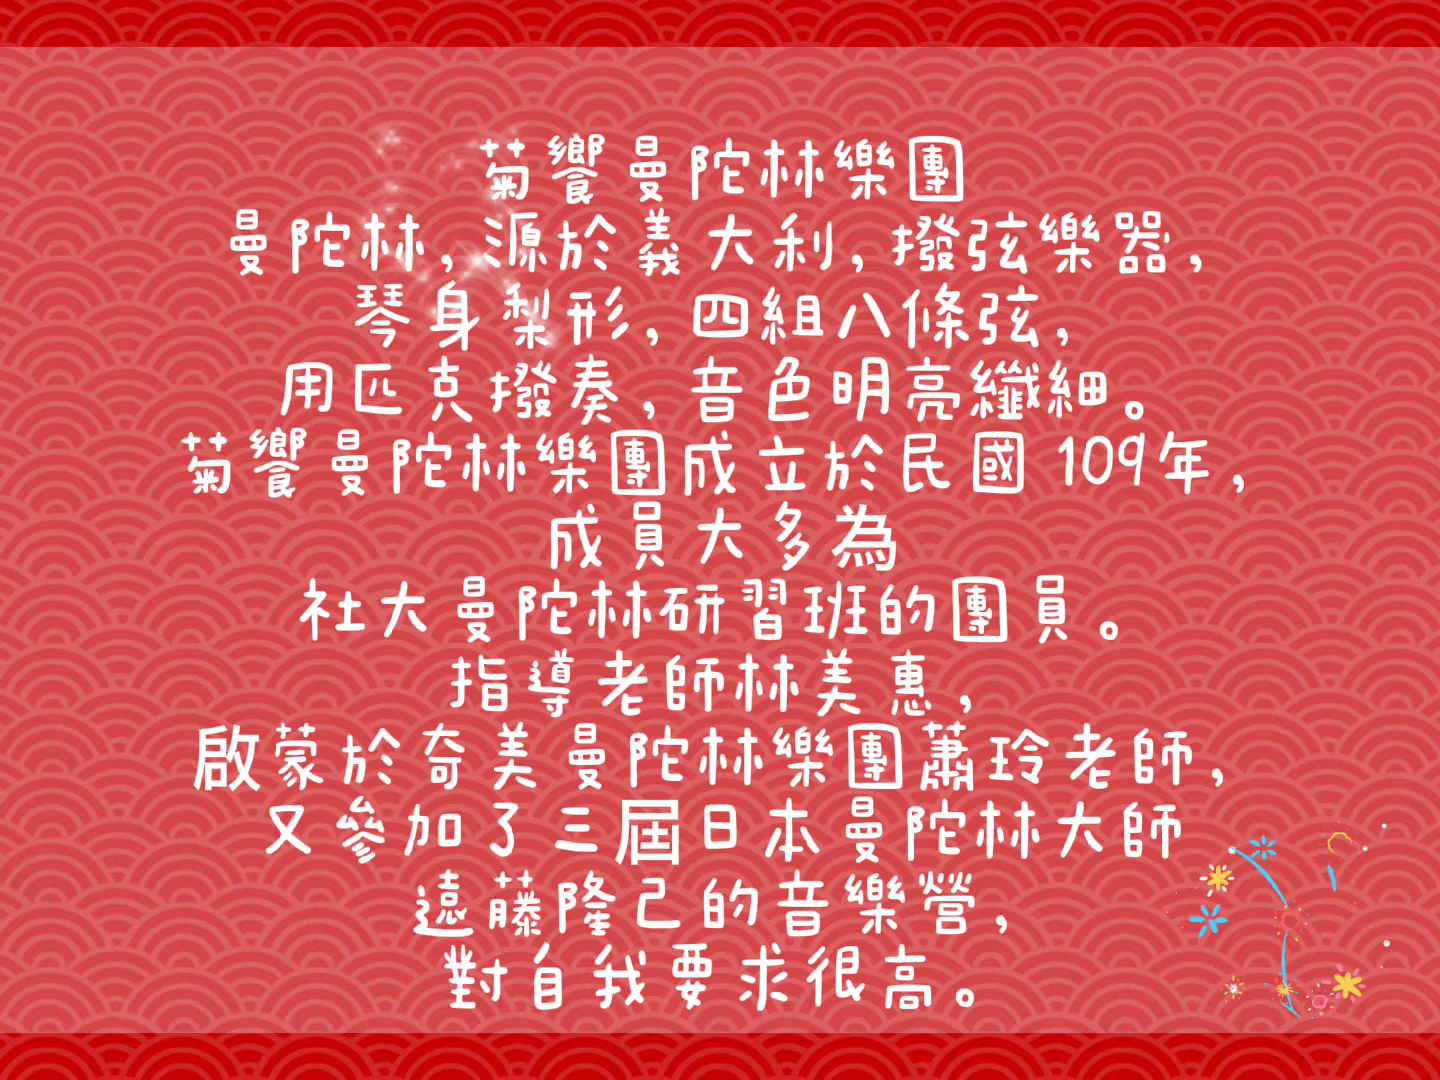 菊饗曼陀林樂團
曼陀林,源於義大利,撥弦樂器,
琴身梨形,四組八條弦,
用匹克撥奏,音色明亮纖細。
菊饗曼陀林樂團成立於民國109年,
成員大多為
社大曼陀林研習班的團員。
指導老師林美惠,
啟蒙於奇美曼陀林樂團蕭玲老師,
又參加了三屆日本曼陀林大師
遠藤隆己的音樂營,
對自我要求很高。